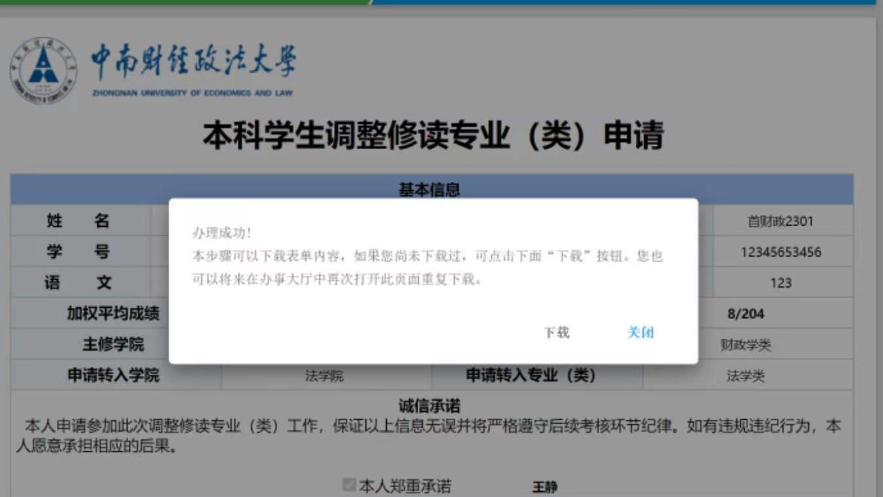 中南财经政法大学
ZHONGNAN UNIVERSITY OF ECONOMICS AND LAW
本科学生调整修读专业（类）申请
基本信息
姓 名 首财政2301
学 号 12345653456
语 文 123
加权平均成绩 8/204
主修学院 财政学类
申请转入学院 法学院 申请转入专业（类） 法学类
办理成功！
本步骤可以下载表单内容，如果您尚未下载过，可点击下面“下载”按钮。您也
可以将来在办事大厅中再次打开此页面重复下载。
下载 关闭
诚信承诺
本人申请参加此次调整修读专业（类）工作，保证以上信息无误并将严格遵守后续考核环节纪律。如有违规违纪行为，本
人愿意承担相应的后果。
本人郑重承诺 王静